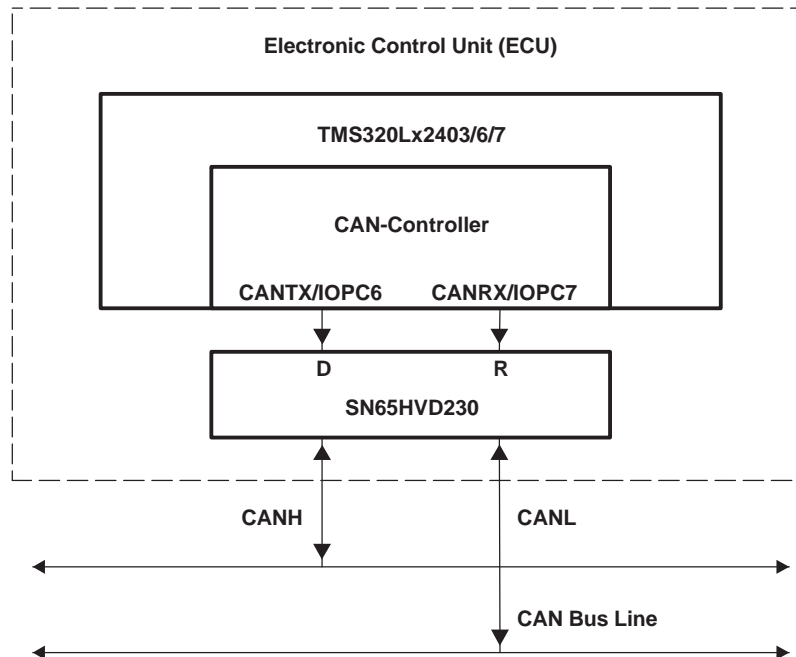 Electronic Control Unit (ECU)
TMS320Lx2403/6/7
CAN-Controller
CANTX/IOPC6 CANRX/IOPC7
D R
SN65HVD230
CANH CANL
CAN Bus Line